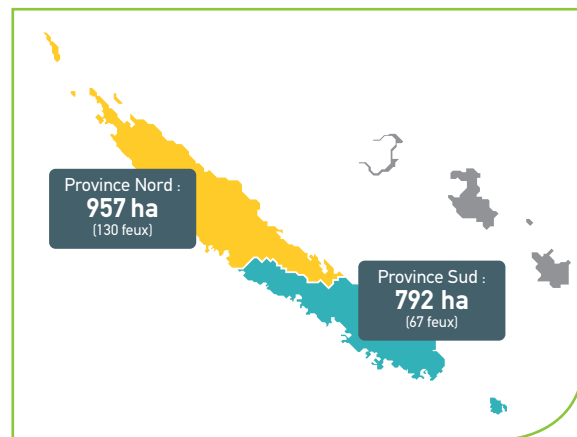 Province Nord :
957 ha
(130 feux)
Province Sud :
792 ha
(67 feux)